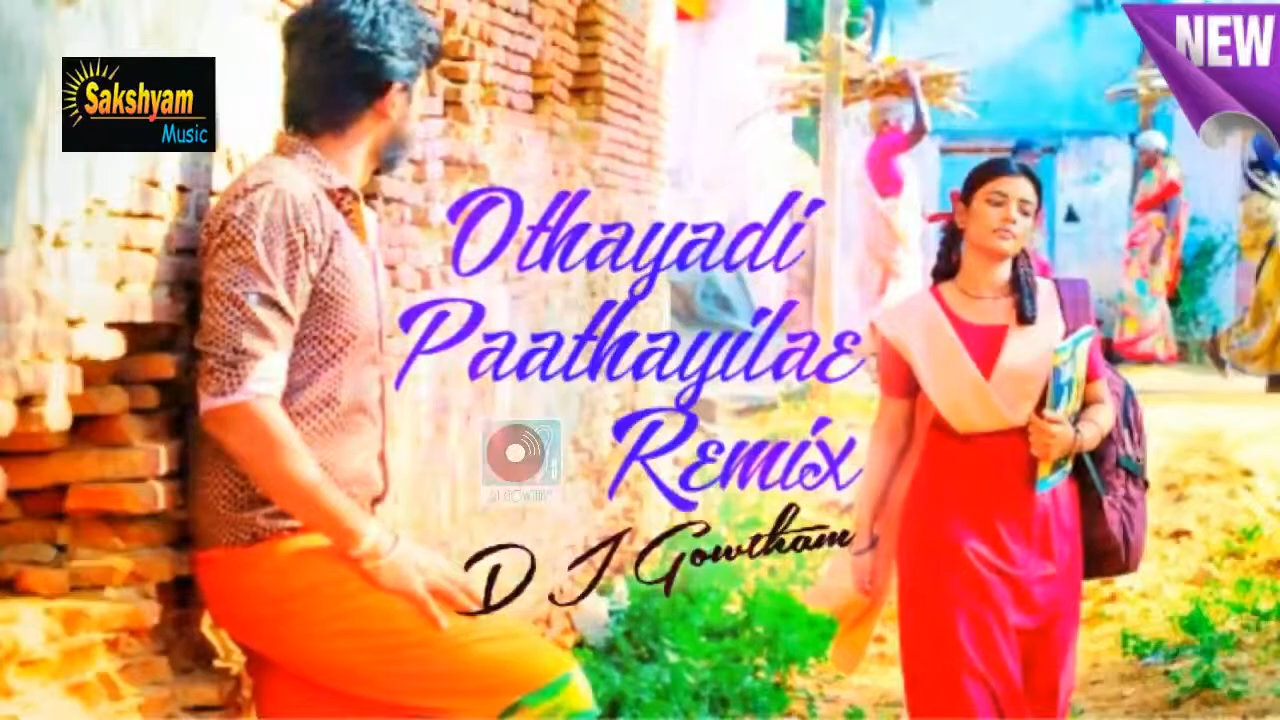 NEW
Sakshyam
Music
Othayadi
Paathayilae
Remix
D J Gowtham